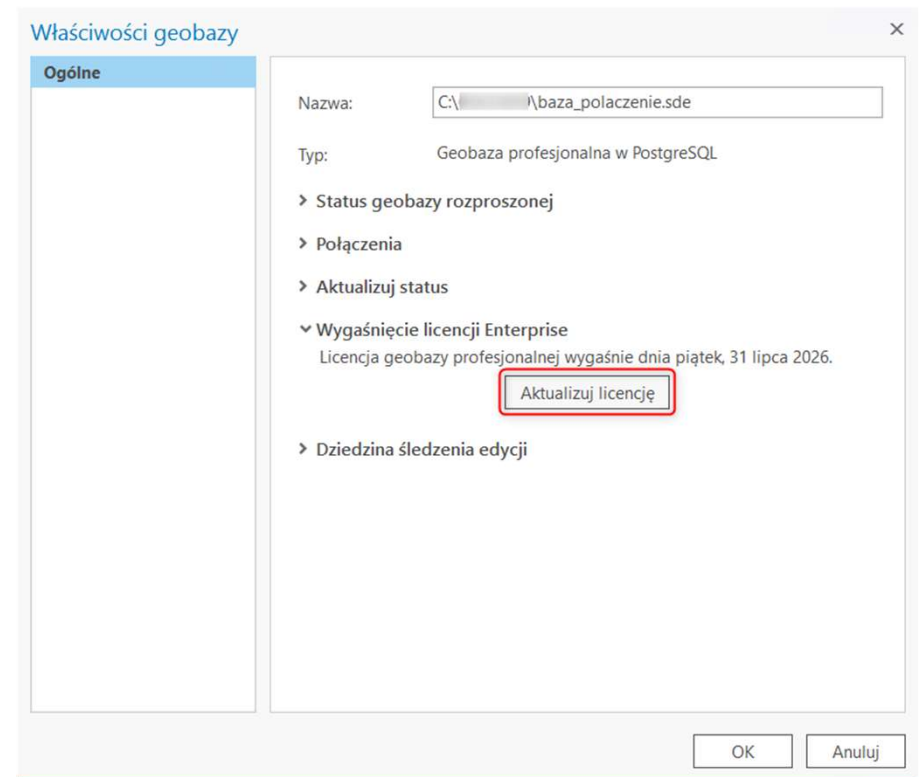 Właściwości geobazy
Ogólne
Nazwa: C:\ \baza_polaczenie.sde
Typ: Geobaza profesjonalna w PostgreSQL
Status geobazy rozproszonej
Połączenia
Aktualizuj status
Wygaśnięcie licencji Enterprise
Licencja geobazy profesjonalnej wygaśnie dnia piątek, 31 lipca 2026.
Aktualizuj licencję
Dziedzina śledzenia edycji
OK Anuluj